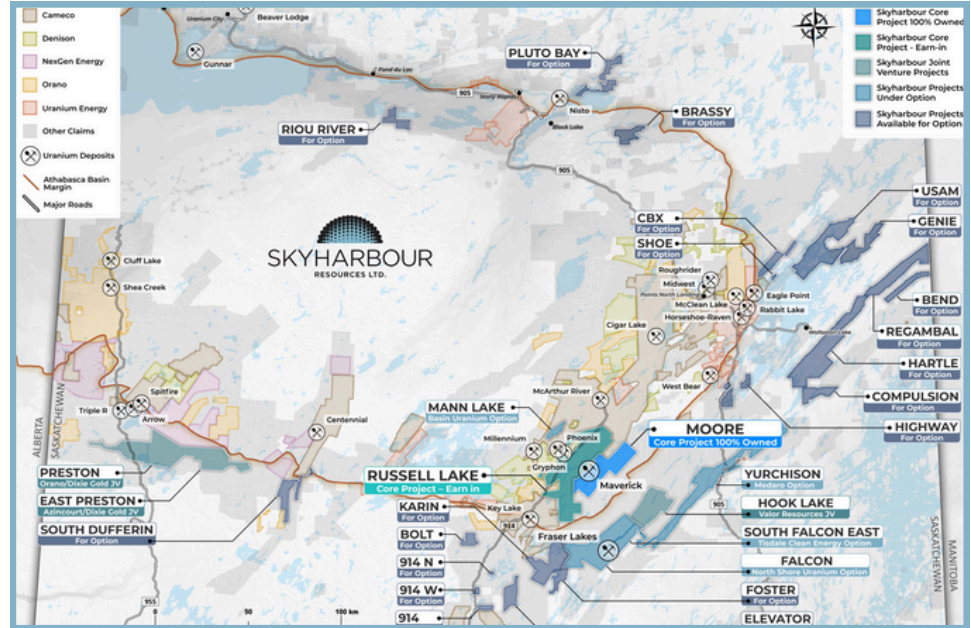 Cameco
Denison
NexGen Energy
Orano
Uranium Energy
Other Claims
Uranium Deposits
Athabasca Basin
Margin
Major Roads
Skyharbour Core
Project 100% Owned
Skyharbour Core
Project - Earn-in
Skyharbour Joint
Venture Projects
Skyharbour Projects
Under Option
Skyharbour Projects
Available for Option
Uranium City
Beaver Lodge
Gunnar
Fond du Lac
905
Stony Rapids
PLUTO BAY
For Option
Nisto
Black Lake
BRASSY
For Option
RIOU RIVER
For Option
905
SKYHARBOUR
RESOURCES LTD.
USAM
For Option
GENIE
For Option
CBX
For Option
SHOE
For Option
Roughrider
Midwest
Points North Landing
McClean Lake
Horseshoe-Raven
Eagle Point
Rabbit Lake
Wollaston Lake
BEND
For Option
REGAMBAL
For Option
HARTLE
For Option
COMPULSION
For Option
HIGHWAY
For Option
Cluff Lake
Shea Creek
Cigar Lake
West Bear
McArthur River
Spitfire
Triple R
Arrow
Centennial
ALBERTA
SASKATCHEWAN
MANN LAKE
Basin Uranium Option
Millennium
Phoenix
Gryphon
MOORE
Core Project 100% Owned
Maverick
RUSSELL LAKE
Core Project – Earn in
PRESTON
Orano/Dixie Gold JV
EAST PRESTON
Azincourt/Dixie Gold JV
SOUTH DUFFERIN
For Option
KARIN
For Option
Key Lake
914
BOLT
For Option
914 N
For Option
914 W
For Option
914
Fraser Lakes
YURCHISON
Medaro Option
905
HOOK LAKE
Valor Resources JV
SOUTH FALCON EAST
Tisdale Clean Energy Option
FALCON
North Shore Uranium Option
FOSTER
For Option
ELEVATOR
SASKATCHEWAN
MANITOBA
955
0
50
100 km